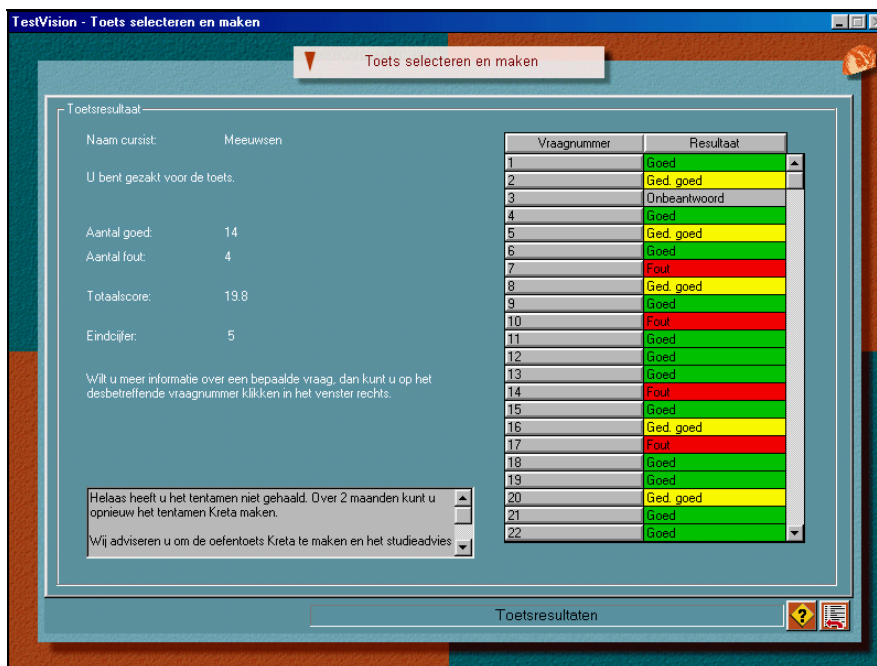 TestVision - Toets selecteren en maken
Toets selecteren en maken
Toetsresultaat
Naam cursist: Meeuwsen
U bent gezakt voor de toets.
Aantal goed: 14
Aantal fout: 4
Totaalscore: 19.8
Eindcijfer: 5
Wilt u meer informatie over een bepaalde vraag, dan kunt u op het
desbetreffende vraagnummer klikken in het venster rechts.
Helaas heeft u het tentamen niet gehaald. Over 2 maanden kunt u
opnieuw het tentamen Kreta maken.
Wij adviseren u om de oefentoets Kreta te maken en het studieadvies
Vraagnummer Resultaat
1 Goed
2 Ged. goed
3 Onbeantwoord
4 Goed
5 Ged. goed
6 Goed
7 Fout
8 Ged. goed
9 Goed
10 Fout
11 Goed
12 Goed
13 Goed
14 Fout
15 Goed
16 Ged. goed
17 Fout
18 Goed
19 Goed
20 Ged. goed
21 Goed
22 Goed
Toetsresultaten